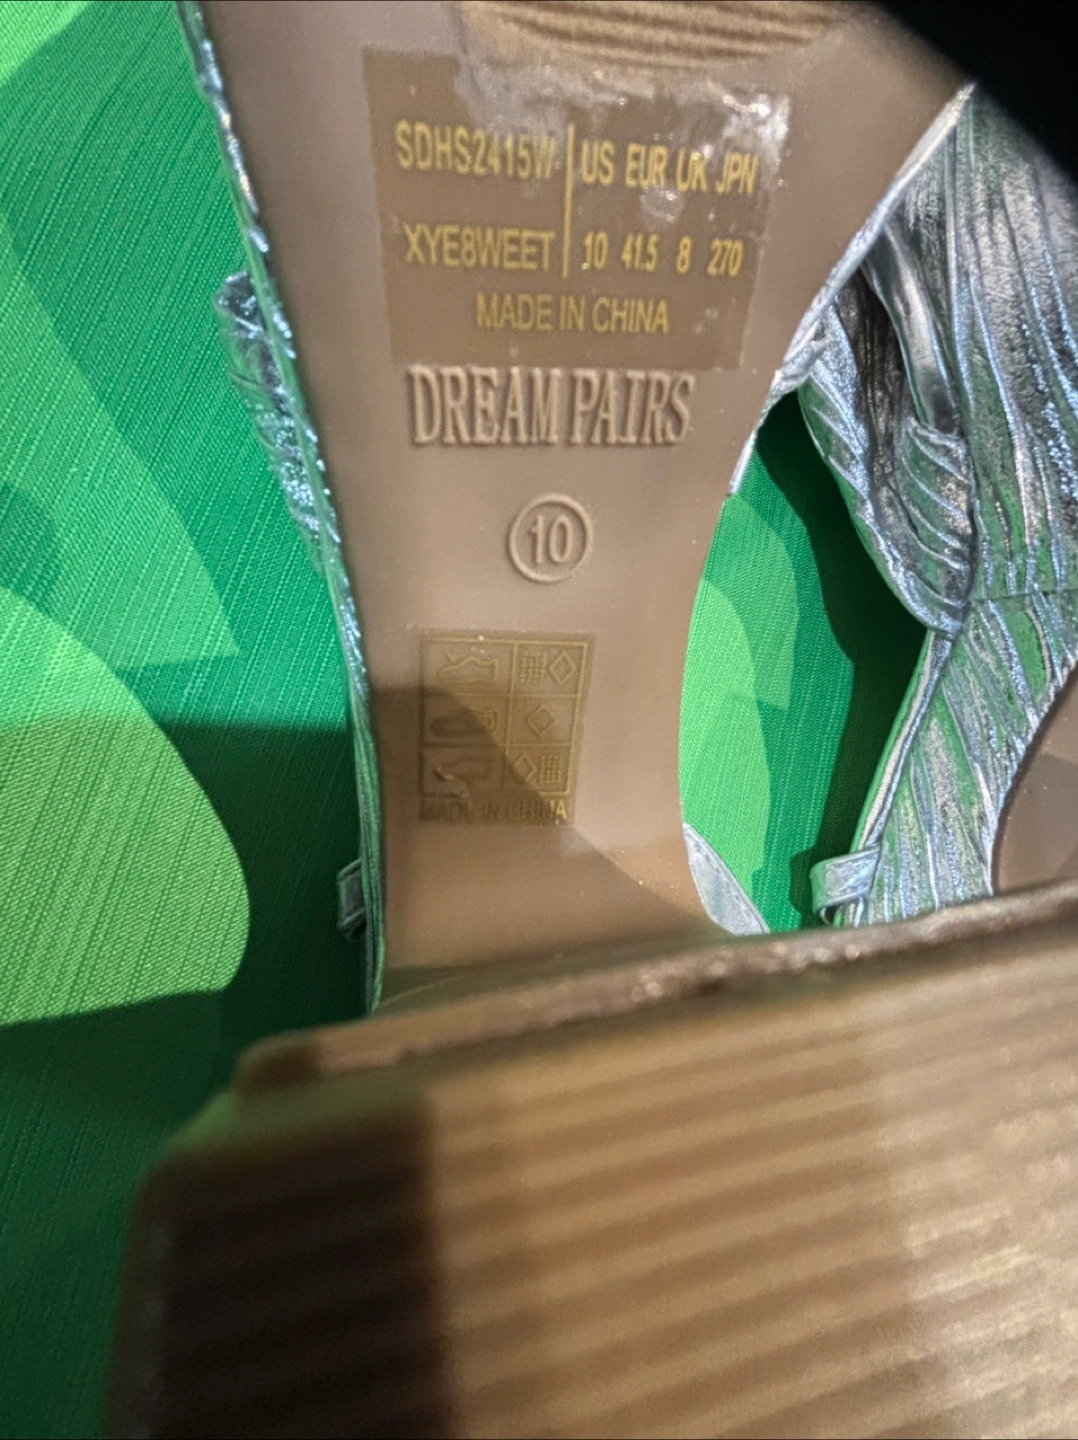 SDHS2415W US EUR UK JPN
XYE8WEET 10 41.5 8 270
MADE IN CHINA
DREAM PAIRS
10
MADE IN CHINA